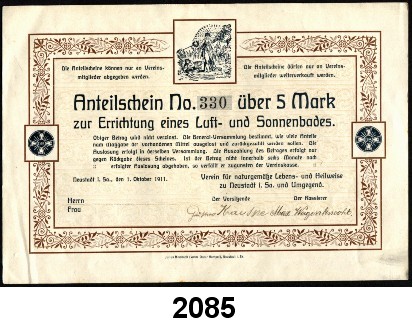 Die Anteilscheine können nur an Vereins-
mitglieder abgegeben werden.
Die Anteilscheine dürfen nur an Vereins-
mitglieder weiterverkauft werden.
Anteilschein No. 330 über 5 Mark
zur Errichtung eines Luft- und Sonnenbades.
Obiger Betrag wird nicht verzinst. Die General-Versammlung bestimmt, wie viele Anteile
nach Massgabe der vorhandenen Mittel ausgelost und zurückgezahlt werden sollen. Die
Auslosung erfolgt in derselben Versammlung. Die Auszahlung des Betrages erfolgt nur
gegen Rückgabe dieses Scheines. Ist der Betrag nicht innerhalb sechs Monate nach
erfolgter Auslosung abgehoben, so verfällt er zugunsten der Vereinskasse.
Neustadt i. Sa., den 1. Oktober 1911.
Verein für naturgemäße Lebens- und Heilweise
zu Neustadt i. Sa. und Umgegend.
Herrn
Frau
Der Vorsitzende
Der Kassierer
Max Wagenknecht
2085